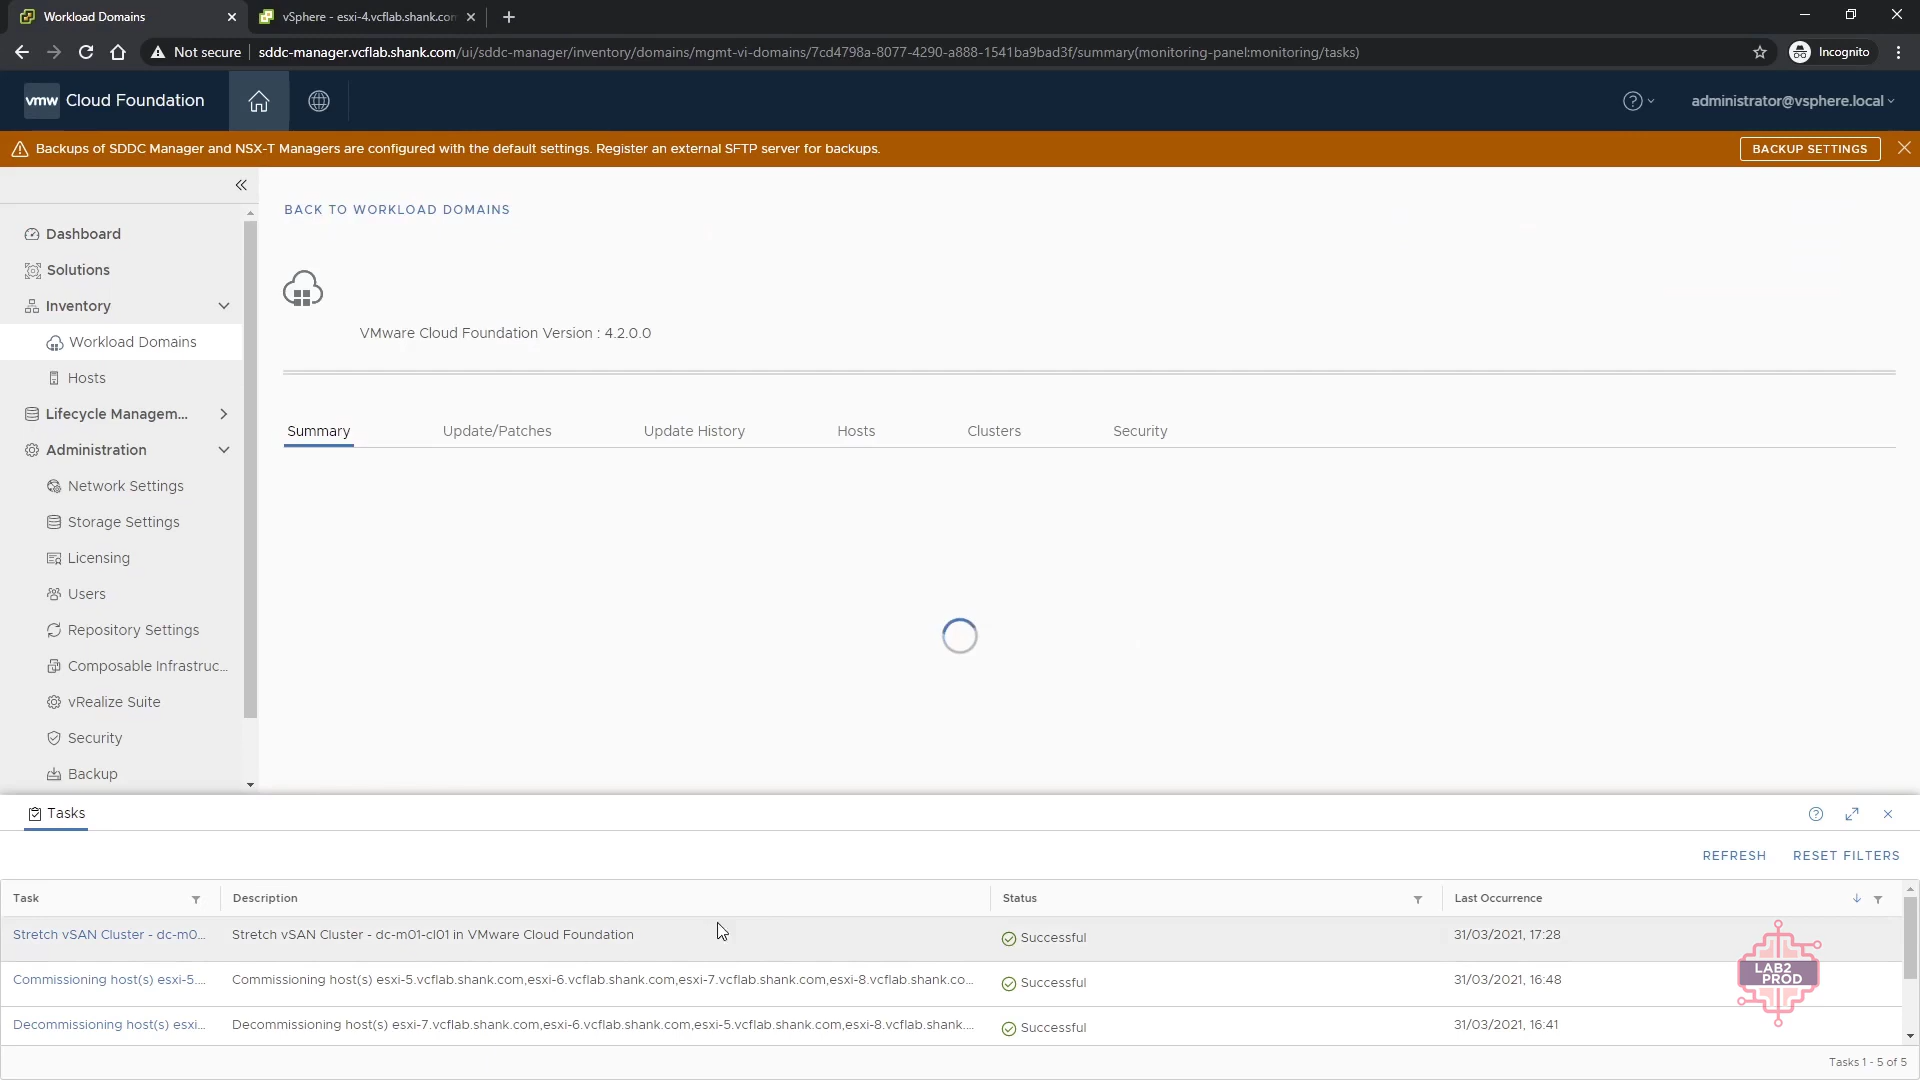 Workload Domains
vSphere - esxi-4.vcflab.shank.com
Not secure
sddc-manager.vcflab.shank.com/ui/sddc-manager/inventory/domains/mgmt-vi-domains/7cd4798a-8077-4290-a888-1541ba9bad3f/summary(monitoring-panel:monitoring/tasks)
Incognito
vmw Cloud Foundation
administrator@vsphere.local
Backups of SDDC Manager and NSX-T Managers are configured with the default settings. Register an external SFTP server for backups.
BACKUP SETTINGS
Dashboard
Solutions
Inventory
Workload Domains
Hosts
Lifecycle Managem...
Administration
Network Settings
Storage Settings
Licensing
Users
Repository Settings
Composable Infrastruc...
vRealize Suite
Security
Backup
BACK TO WORKLOAD DOMAINS
VMware Cloud Foundation Version : 4.2.0.0
Summary Update/Patches Update History Hosts Clusters Security
Tasks
REFRESH RESET FILTERS
Task Description Status Last Occurrence
Stretch vSAN Cluster - dc-m0... Stretch vSAN Cluster - dc-m01-cl01 in VMware Cloud Foundation Successful 31/03/2021, 17:28
Commissioning host(s) esxi-5.... Commissioning host(s) esxi-5.vcflab.shank.com,esxi-6.vcflab.shank.com,esxi-7.vcflab.shank.com,esxi-8.vcflab.shank.co... Successful 31/03/2021, 16:48
Decommissioning host(s) esxi... Decommissioning host(s) esxi-7.vcflab.shank.com,esxi-6.vcflab.shank.com,esxi-5.vcflab.shank.com,esxi-8.vcflab.shank.... Successful 31/03/2021, 16:41
LAB2
PROD
Tasks 1 - 5 of 5